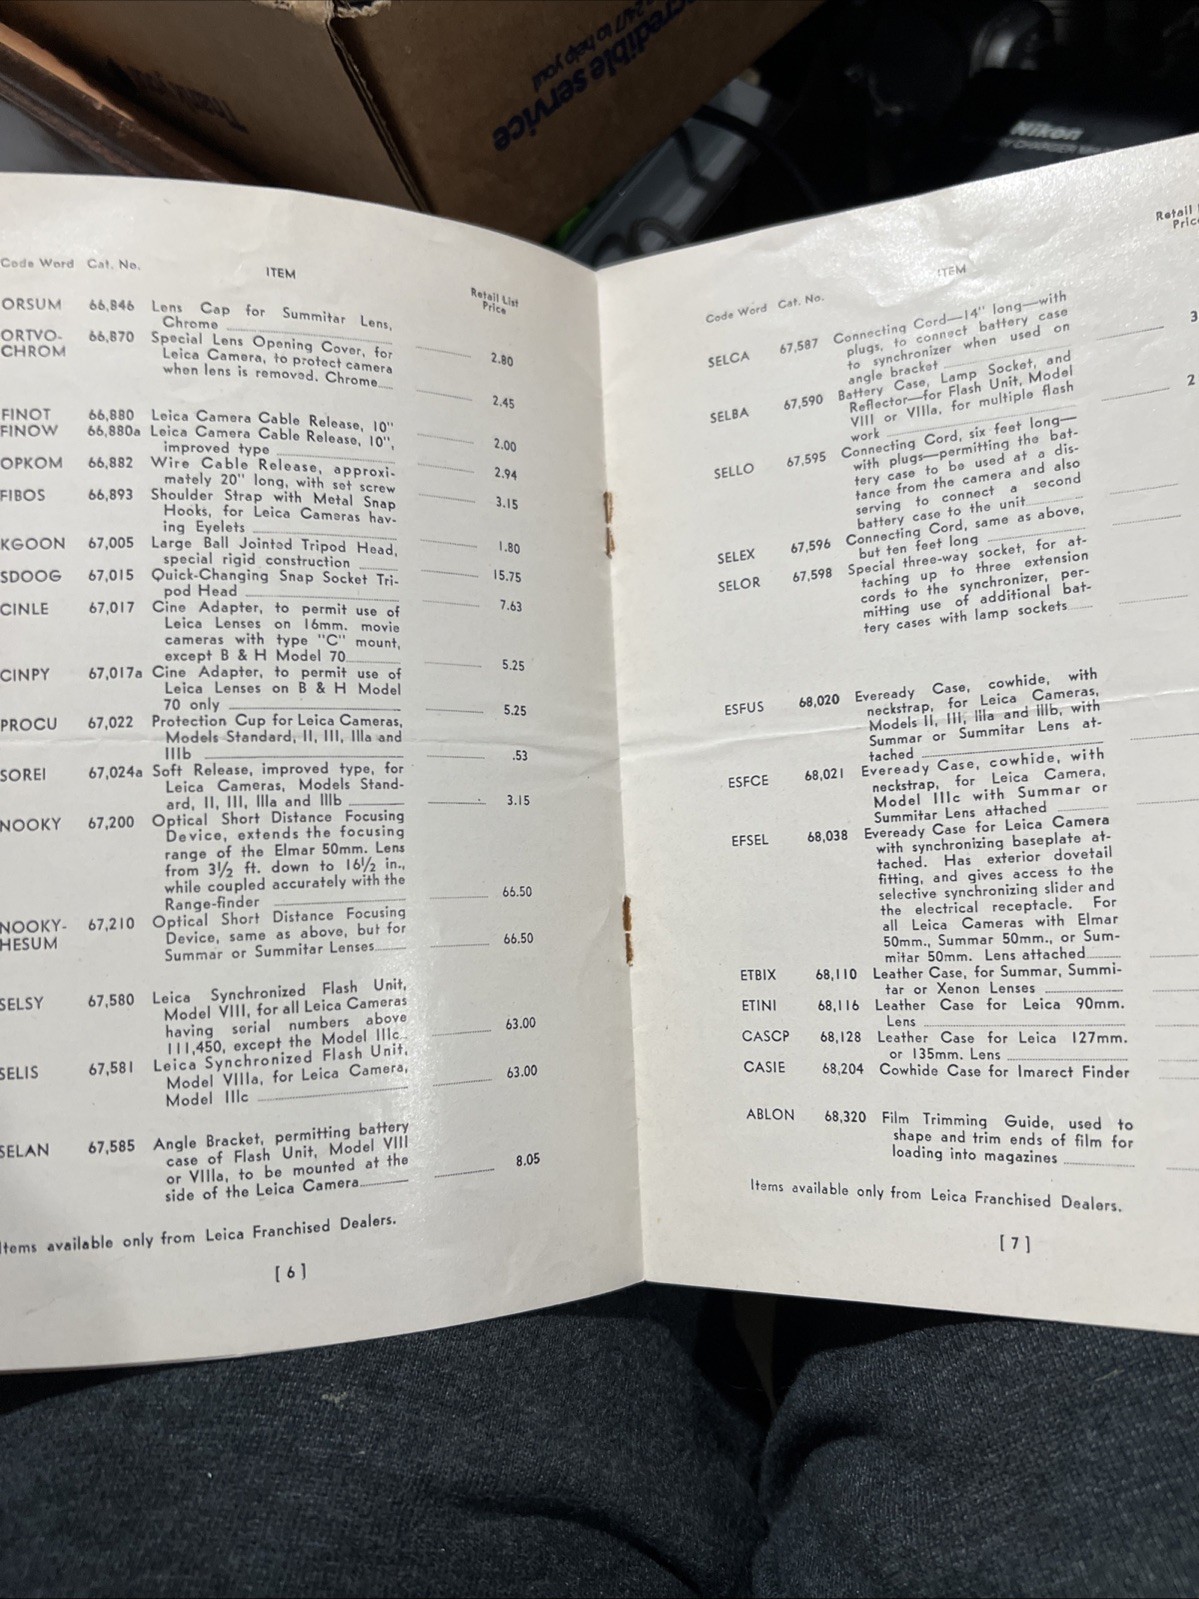 credible service
24/7 to help you!
Nikon
Code Word Cat. No. ITEM Retail List Price
ORSUM 66,846 Lens Cap for Summitar Lens,
Chrome 2.80
ORTVO- 66,870 Special Lens Opening Cover, for
CHROM Leica Camera, to protect camera
when lens is removed. Chrome 2.45
FINOT 66,880 Leica Camera Cable Release, 10" 2.00
FINOW 66,880a Leica Camera Cable Release, 10",
improved type 2.94
OPKOM 66,882 Wire Cable Release, approxi-
mately 20" long, with set screw 3.15
FIBOS 66,893 Shoulder Strap with Metal Snap
Hooks, for Leica Cameras hav-
ing Eyelets 1.80
KGOON 67,005 Large Ball Jointed Tripod Head,
special rigid construction 15.75
SDOOG 67,015 Quick-Changing Snap Socket Tri-
pod Head 7.63
CINLE 67,017 Cine Adapter, to permit use of
Leica Lenses on 16mm. movie
cameras with type "C" mount,
except B & H Model 70 5.25
CINPY 67,017a Cine Adapter, to permit use of
Leica Lenses on B & H Model
70 only 5.25
PROCU 67,022 Protection Cup for Leica Cameras,
Models Standard, II, III, IIIa and
IIIb .53
SOREI 67,024a Soft Release, improved type, for
Leica Cameras, Models Stand-
ard, II, III, IIIa and IIIb 3.15
NOOKY 67,200 Optical Short Distance Focusing
Device, extends the focusing
range of the Elmar 50mm. Lens
from 3½ ft. down to 16½ in.,
while coupled accurately with the
Range-finder 66.50
NOOKY- 67,210 Optical Short Distance Focusing
HESUM Device, same as above, but for
Summar or Summitar Lenses 66.50
SELSY 67,580 Leica Synchronized Flash Unit,
Model VIII, for all Leica Cameras
having serial numbers above
111,450, except the Model IIIc 63.00
SELIS 67,581 Leica Synchronized Flash Unit,
Model VIIIa, for Leica Camera,
Model IIIc 63.00
SELAN 67,585 Angle Bracket, permitting battery
case of Flash Unit, Model VIII
or VIIIa, to be mounted at the
side of the Leica Camera 8.05
Items available only from Leica Franchised Dealers.
[ 6 ]
Code Word Cat. No. ITEM Retail Price
SELCA 67,587 Connecting Cord—14" long—with
plugs, to connect battery case
to synchronizer when used on
angle bracket 3
SELBA 67,590 Battery Case, Lamp Socket, and
Reflector—for Flash Unit, Model
VIII or VIIIa, for multiple flash
work 2
SELLO 67,595 Connecting Cord, six feet long—
with plugs—permitting the bat-
tery case to be used at a dis-
tance from the camera and also
serving to connect a second
battery case to the unit
SELEX 67,596 Connecting Cord, same as above,
but ten feet long
SELOR 67,598 Special three-way socket, for at-
taching up to three extension
cords to the synchronizer, per-
mitting use of additional bat-
tery cases with lamp sockets
ESFUS 68,020 Eveready Case, cowhide, with
neckstrap, for Leica Cameras,
Models II, III, IIIa and IIIb, with
Summar or Summitar Lens at-
tached
ESFCE 68,021 Eveready Case, cowhide, with
neckstrap, for Leica Camera,
Model IIIc with Summar or
Summitar Lens attached
EFSEL 68,038 Eveready Case for Leica Camera
with synchronizing baseplate at-
tached. Has exterior dovetail
fitting, and gives access to the
selective synchronizing slider and
the electrical receptacle. For
all Leica Cameras with Elmar
50mm., Summar 50mm., or Sum-
mitar 50mm. Lens attached
ETBIX 68,110 Leather Case, for Summar, Summi-
tar or Xenon Lenses
ETINI 68,116 Leather Case for Leica 90mm.
Lens
CASCP 68,128 Leather Case for Leica 127mm.
or 135mm. Lens
CASIE 68,204 Cowhide Case for Imarect Finder
ABLON 68,320 Film Trimming Guide, used to
shape and trim ends of film for
loading into magazines
Items available only from Leica Franchised Dealers.
[ 7 ]